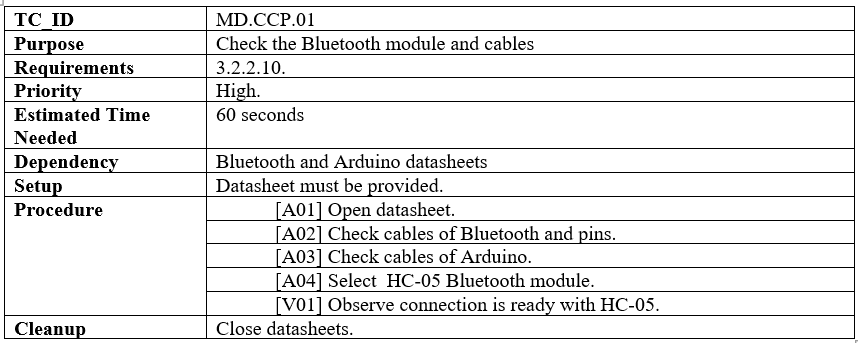 TC_ID MD.CCP.01
Purpose Check the Bluetooth module and cables
Requirements 3.2.2.10.
Priority High.
Estimated Time 60 seconds
Needed
Dependency Bluetooth and Arduino datasheets
Setup Datasheet must be provided.
Procedure [A01] Open datasheet.
[A02] Check cables of Bluetooth and pins.
[A03] Check cables of Arduino.
[A04] Select HC-05 Bluetooth module.
[V01] Observe connection is ready with HC-05.
Cleanup Close datasheets.